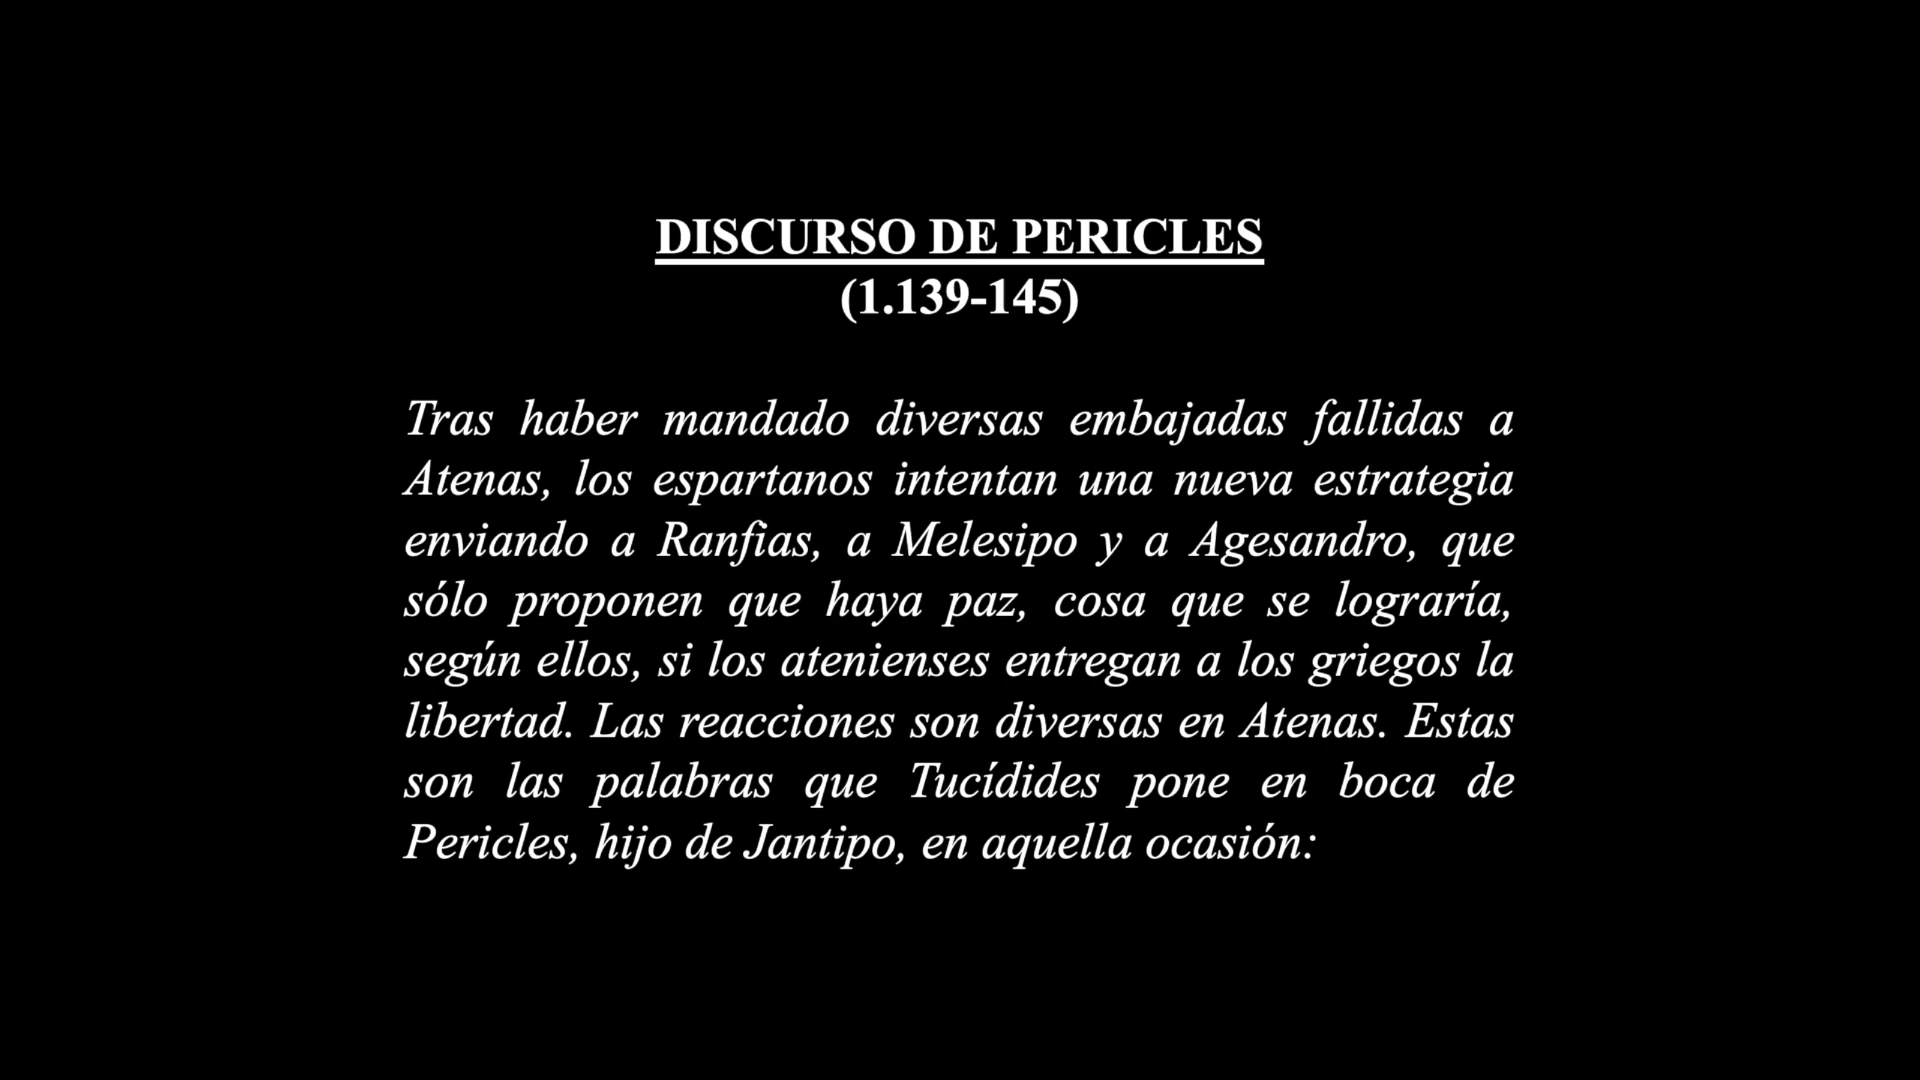 DISCURSO DE PERICLES
(1.139-145)
Tras haber mandado diversas embajadas fallidas a
Atenas, los espartanos intentan una nueva estrategia
enviando a Ranfias, a Melesipo y a Agesandro, que
sólo proponen que haya paz, cosa que se lograría,
según ellos, si los atenienses entregan a los griegos la
libertad. Las reacciones son diversas en Atenas. Estas
son las palabras que Tucídides pone en boca de
Pericles, hijo de Jantipo, en aquella ocasión: